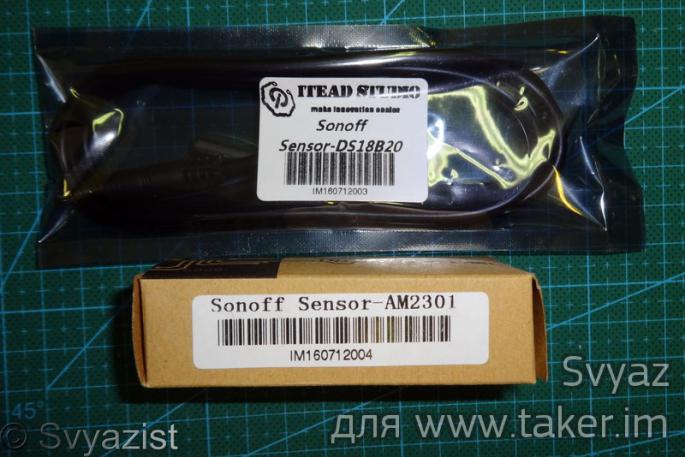 ITEAD STUDIO
make innovation easier
Sonoff
Sensor-DS18B20
IM160712003
Sonoff Sensor-AM2301
IM160712004
45°
Svyaz
для www.taker.im
© Svyazist